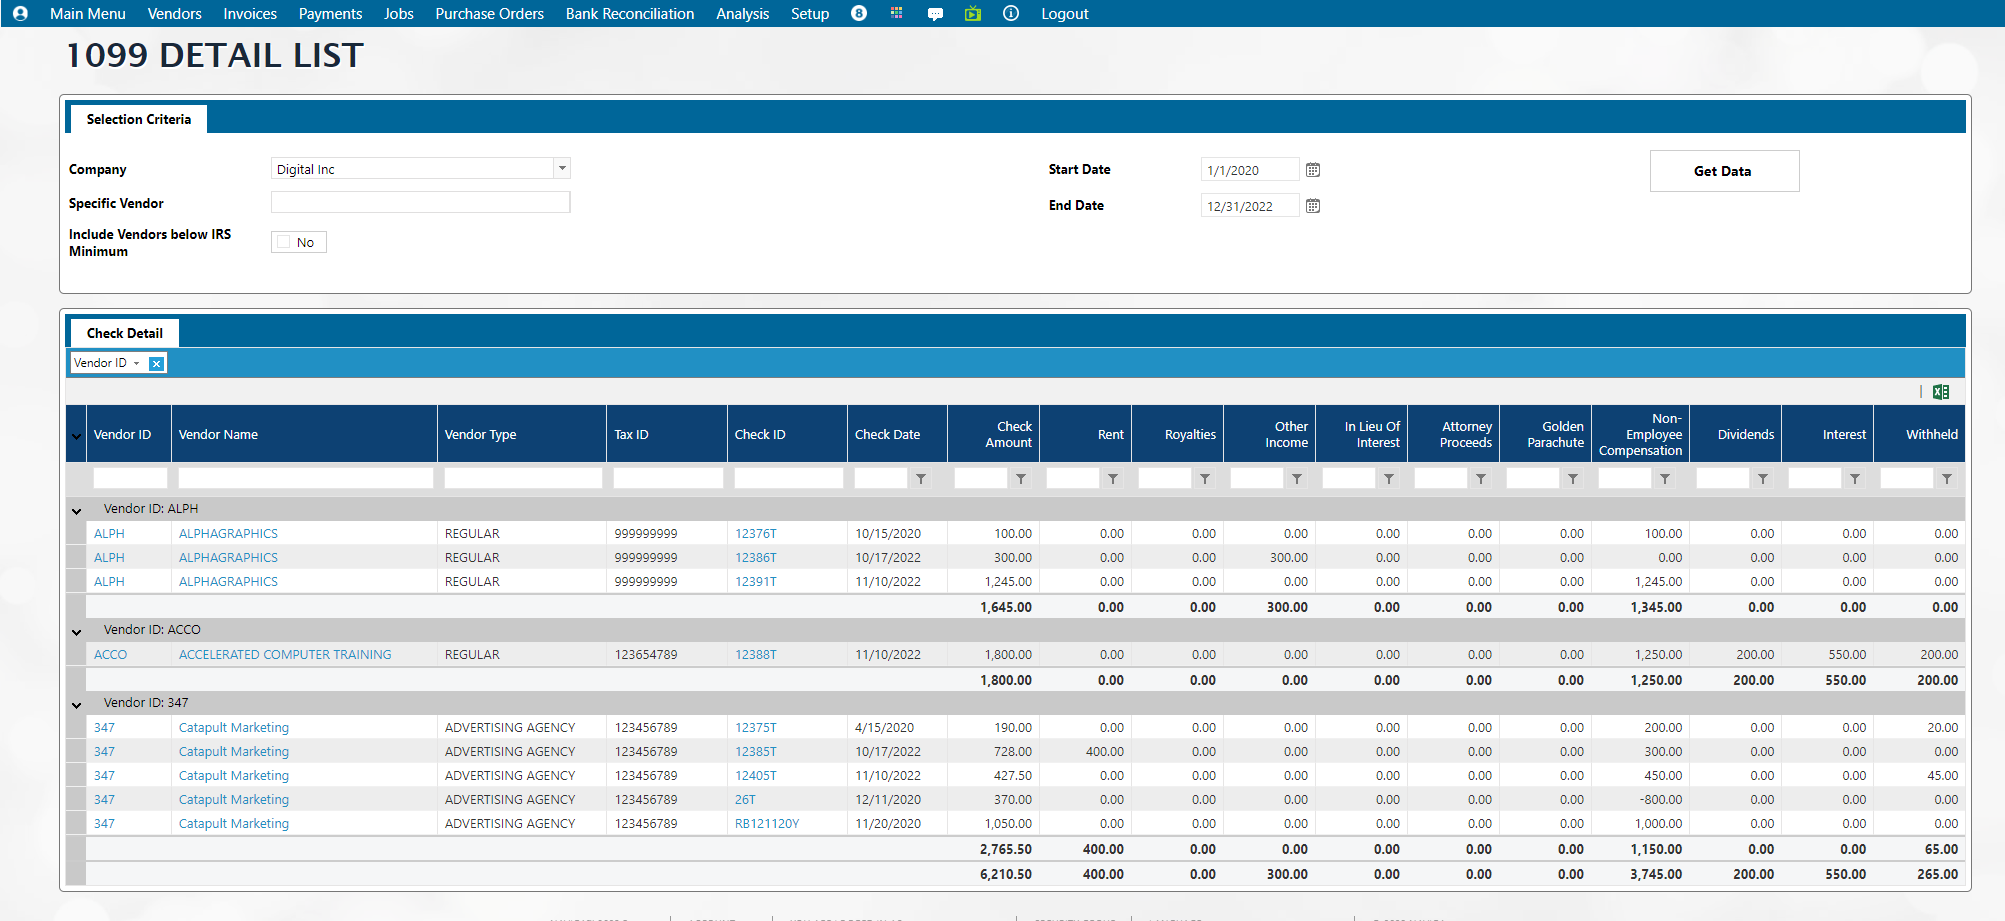 Main Menu Vendors Invoices Payments Jobs Purchase Orders Bank Reconciliation Analysis Setup 8 Logout
1099 DETAIL LIST
Selection Criteria
Company Digital Inc Start Date 1/1/2020 Get Data
Specific Vendor End Date 12/31/2022
Include Vendors below IRS Minimum No
Check Detail
Vendor ID
Vendor ID Vendor Name Vendor Type Tax ID Check ID Check Date Check Amount Rent Royalties Other Income In Lieu Of Interest Attorney Proceeds Golden Parachute Non-Employee Compensation Dividends Interest Withheld
Vendor ID: ALPH
ALPH ALPHAGRAPHICS REGULAR 999999999 12376T 10/15/2020 100.00 0.00 0.00 0.00 0.00 0.00 0.00 100.00 0.00 0.00 0.00
ALPH ALPHAGRAPHICS REGULAR 999999999 12386T 10/17/2022 300.00 0.00 0.00 300.00 0.00 0.00 0.00 0.00 0.00 0.00 0.00
ALPH ALPHAGRAPHICS REGULAR 999999999 12391T 11/10/2022 1,245.00 0.00 0.00 0.00 0.00 0.00 0.00 1,245.00 0.00 0.00 0.00
1,645.00 0.00 0.00 300.00 0.00 0.00 0.00 1,345.00 0.00 0.00 0.00
Vendor ID: ACCO
ACCO ACCELERATED COMPUTER TRAINING REGULAR 123654789 12388T 11/10/2022 1,800.00 0.00 0.00 0.00 0.00 0.00 0.00 1,250.00 200.00 550.00 200.00
1,800.00 0.00 0.00 0.00 0.00 0.00 0.00 1,250.00 200.00 550.00 200.00
Vendor ID: 347
347 Catapult Marketing ADVERTISING AGENCY 123456789 12375T 4/15/2020 190.00 0.00 0.00 0.00 0.00 0.00 0.00 200.00 0.00 0.00 20.00
347 Catapult Marketing ADVERTISING AGENCY 123456789 12385T 10/17/2022 728.00 400.00 0.00 0.00 0.00 0.00 0.00 300.00 0.00 0.00 0.00
347 Catapult Marketing ADVERTISING AGENCY 123456789 12405T 11/10/2022 427.50 0.00 0.00 0.00 0.00 0.00 0.00 450.00 0.00 0.00 45.00
347 Catapult Marketing ADVERTISING AGENCY 123456789 26T 12/11/2020 370.00 0.00 0.00 0.00 0.00 0.00 0.00 -800.00 0.00 0.00 0.00
347 Catapult Marketing ADVERTISING AGENCY 123456789 RB121120Y 11/20/2020 1,050.00 0.00 0.00 0.00 0.00 0.00 0.00 1,000.00 0.00 0.00 0.00
2,765.50 400.00 0.00 0.00 0.00 0.00 0.00 1,150.00 0.00 0.00 65.00
6,210.50 400.00 0.00 300.00 0.00 0.00 0.00 3,745.00 200.00 550.00 265.00